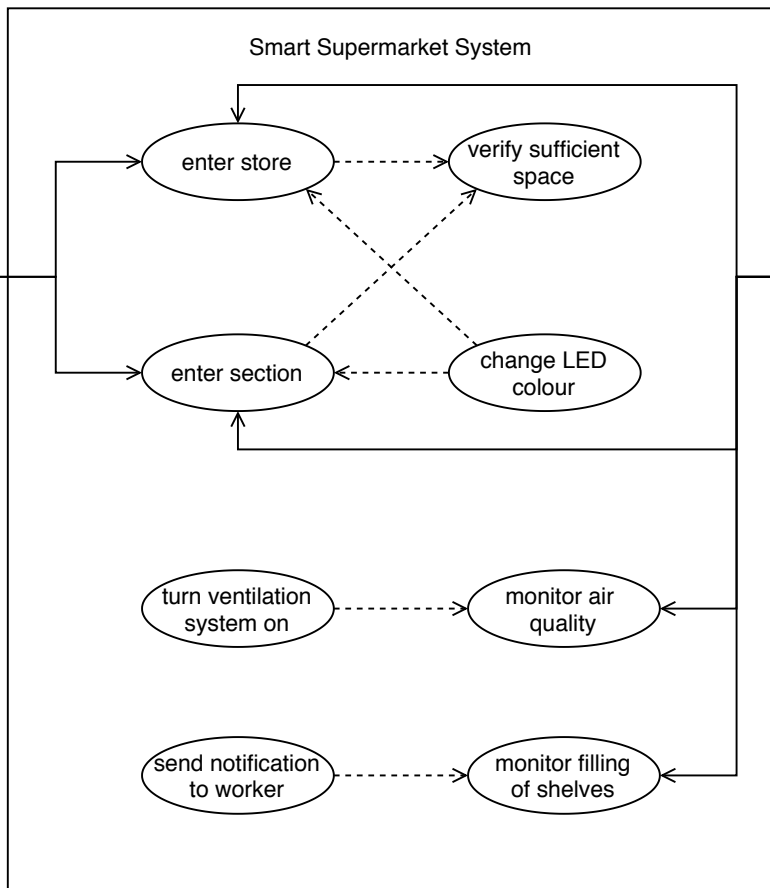 Smart Supermarket System
enter store
verify sufficient
space
enter section
change LED
colour
turn ventilation
system on
monitor air
quality
send notification
to worker
monitor filling
of shelves